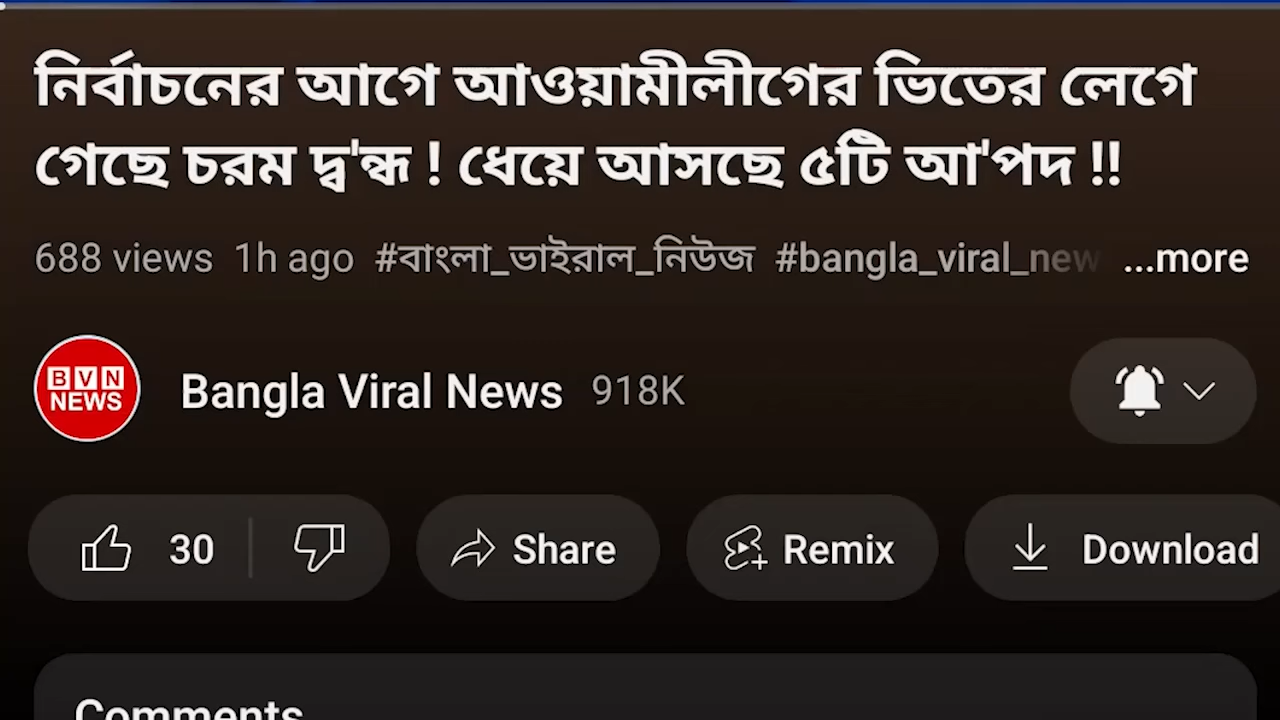 নির্বাচনের আগে আওয়ামীলীগের ভিতের লেগে
গেছে চরম দ্ব'ন্ধ ! ধেয়ে আসছে ৫টি আ'পদ !!
688 views 1h ago #বাংলা_ভাইরাল_নিউজ #bangla_viral_new ...more
BVN
NEWS
Bangla Viral News 918K
30 Share Remix Download
Comments